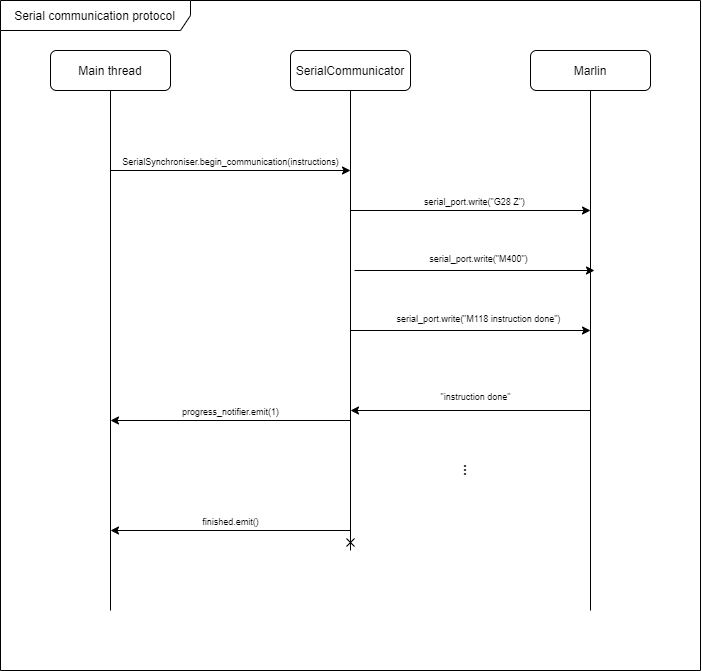 Serial communication protocol
Main thread
SerialCommunicator
Marlin
SerialSynchroniser.begin_communication(instructions)
serial_port.write("G28 Z")
serial_port.write("M400")
serial_port.write("M118 instruction done")
"instruction done"
progress_notifier.emit(1)
finished.emit()